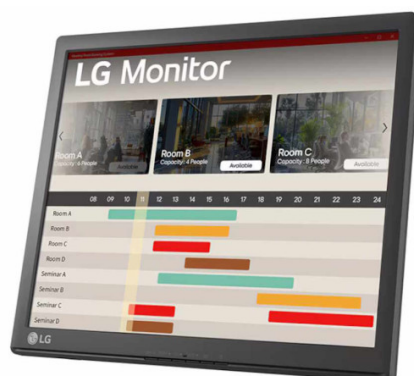 LG Monitor
Room A
Capacity: 6 People
Available
Room B
Capacity: 4 People
Available
Room C
Capacity: 8 People
Available
08 09 10 11 12 13 14 15 16 17 18 19 20 21 22 23 24
Room A
Room B
Room C
Room D
Seminar A
Seminar B
Seminar C
Seminar D
LG